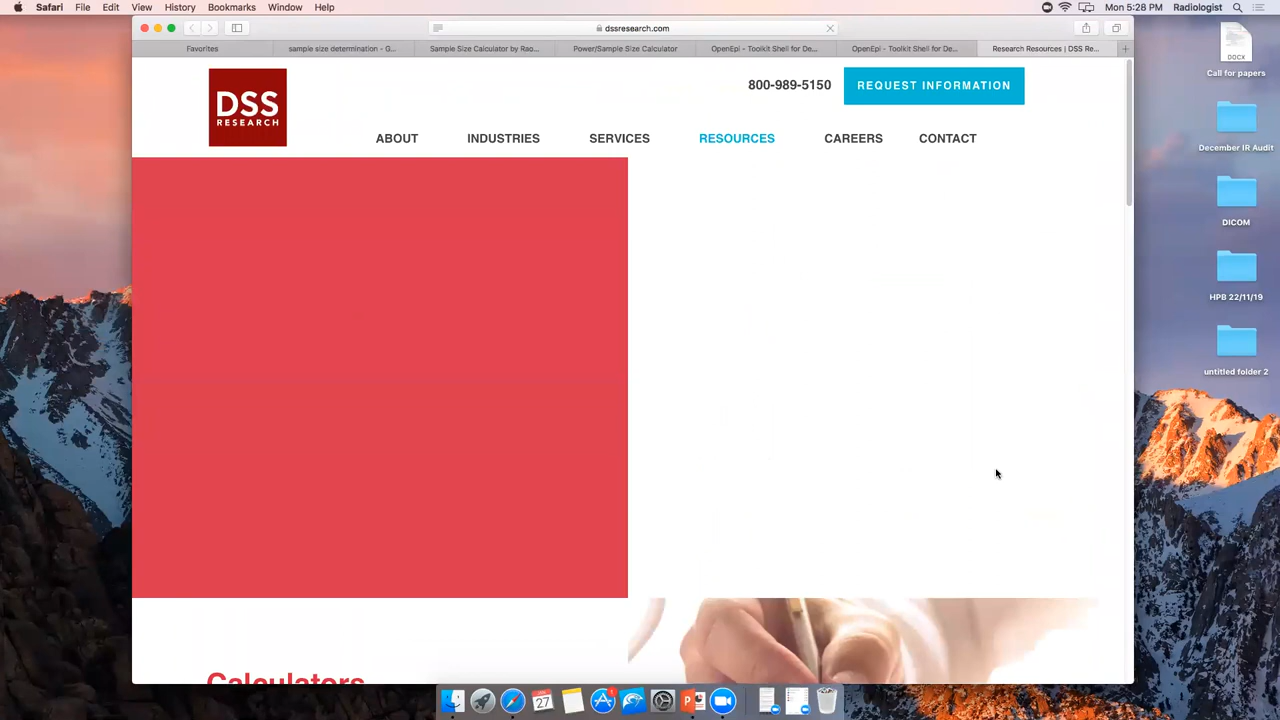 Safari File Edit View History Bookmarks Window Help Mon 5:28 PM Radiologist
dssresearch.com
Favorites sample size determination - G... Sample Size Calculator by Rao... Power/Sample Size Calculator OpenEpi - Toolkit Shell for De... OpenEpi - Toolkit Shell for De... Research Resources | DSS Re...
DSS
RESEARCH
800-989-5150 REQUEST INFORMATION
ABOUT INDUSTRIES SERVICES RESOURCES CAREERS CONTACT
Calculators
DOCX
Call for papers
December IR Audit
DICOM
HPB 22/11/19
untitled folder 2
27